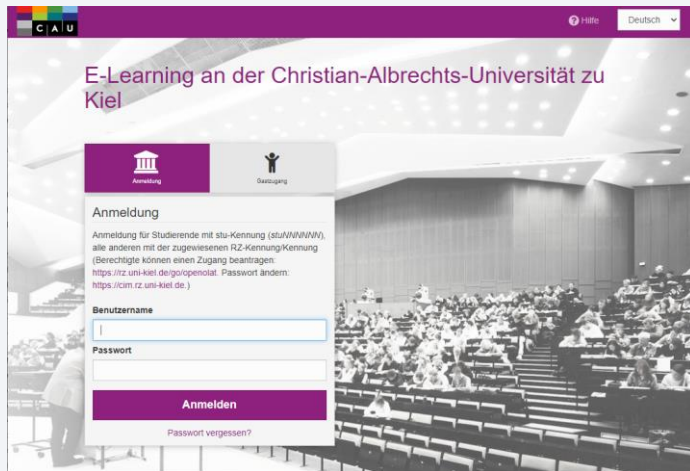 CAU
Hilfe
Deutsch
E-Learning an der Christian-Albrechts-Universität zu
Kiel
Anmeldung
Gastzugang
Anmeldung
Anmeldung für Studierende mit stu-Kennung (stuNNNNNN),
alle anderen mit der zugewiesenen RZ-Kennung/Kennung
(Berechtigte können einen Zugang beantragen:
https://rz.uni-kiel.de/go/openolat. Passwort ändern:
https://cim.rz.uni-kiel.de.)
Benutzername
Passwort
Anmelden
Passwort vergessen?